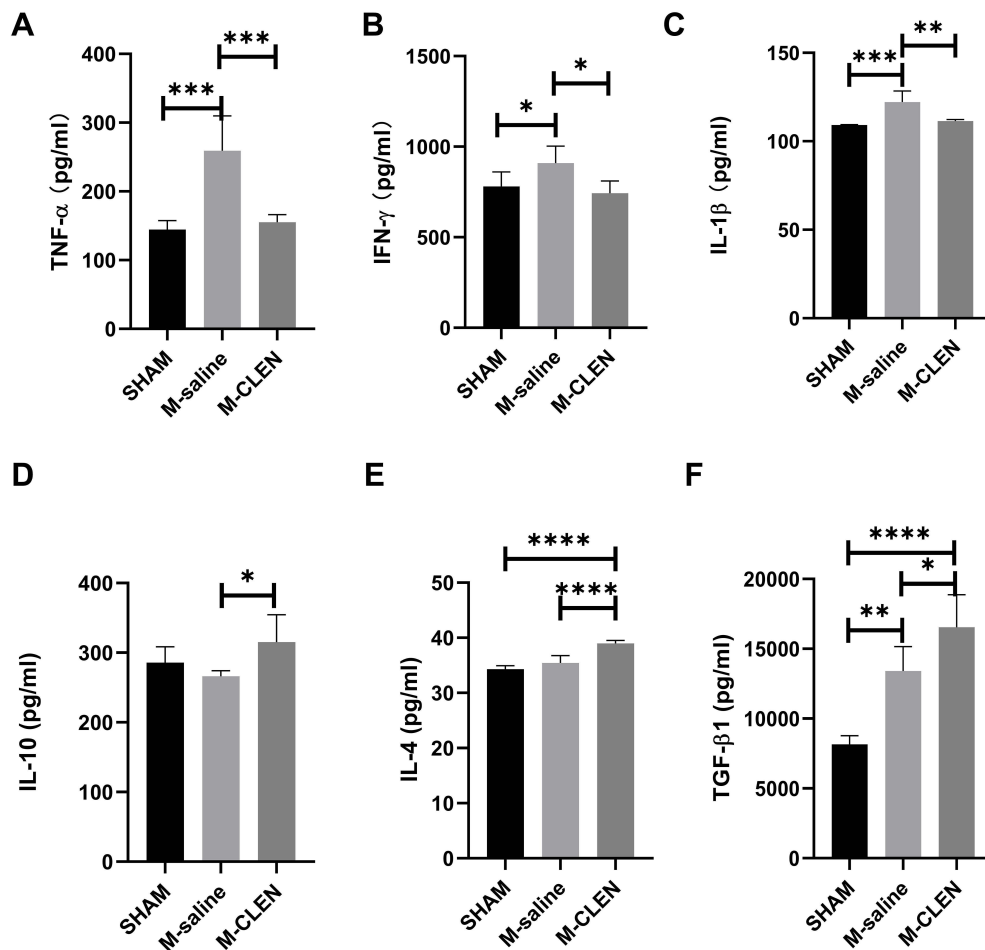 A
TNF-α（pg/ml）
400
300
200
100
0
***
***
SHAM
M-saline
M-CLEN
B
IFN-γ（pg/ml）
1500
1000
500
0
*
*
SHAM
M-saline
M-CLEN
C
IL-1β（pg/ml)
150
100
50
0
***
**
SHAM
M-saline
M-CLEN
D
IL-10 (pg/ml)
400
300
200
100
0
*
SHAM
M-saline
M-CLEN
E
IL-4 (pg/ml)
50
40
30
20
10
0
****
****
SHAM
M-saline
M-CLEN
F
TGF-β1 (pg/ml)
20000
15000
10000
5000
0
****
*
**
SHAM
M-saline
M-CLEN